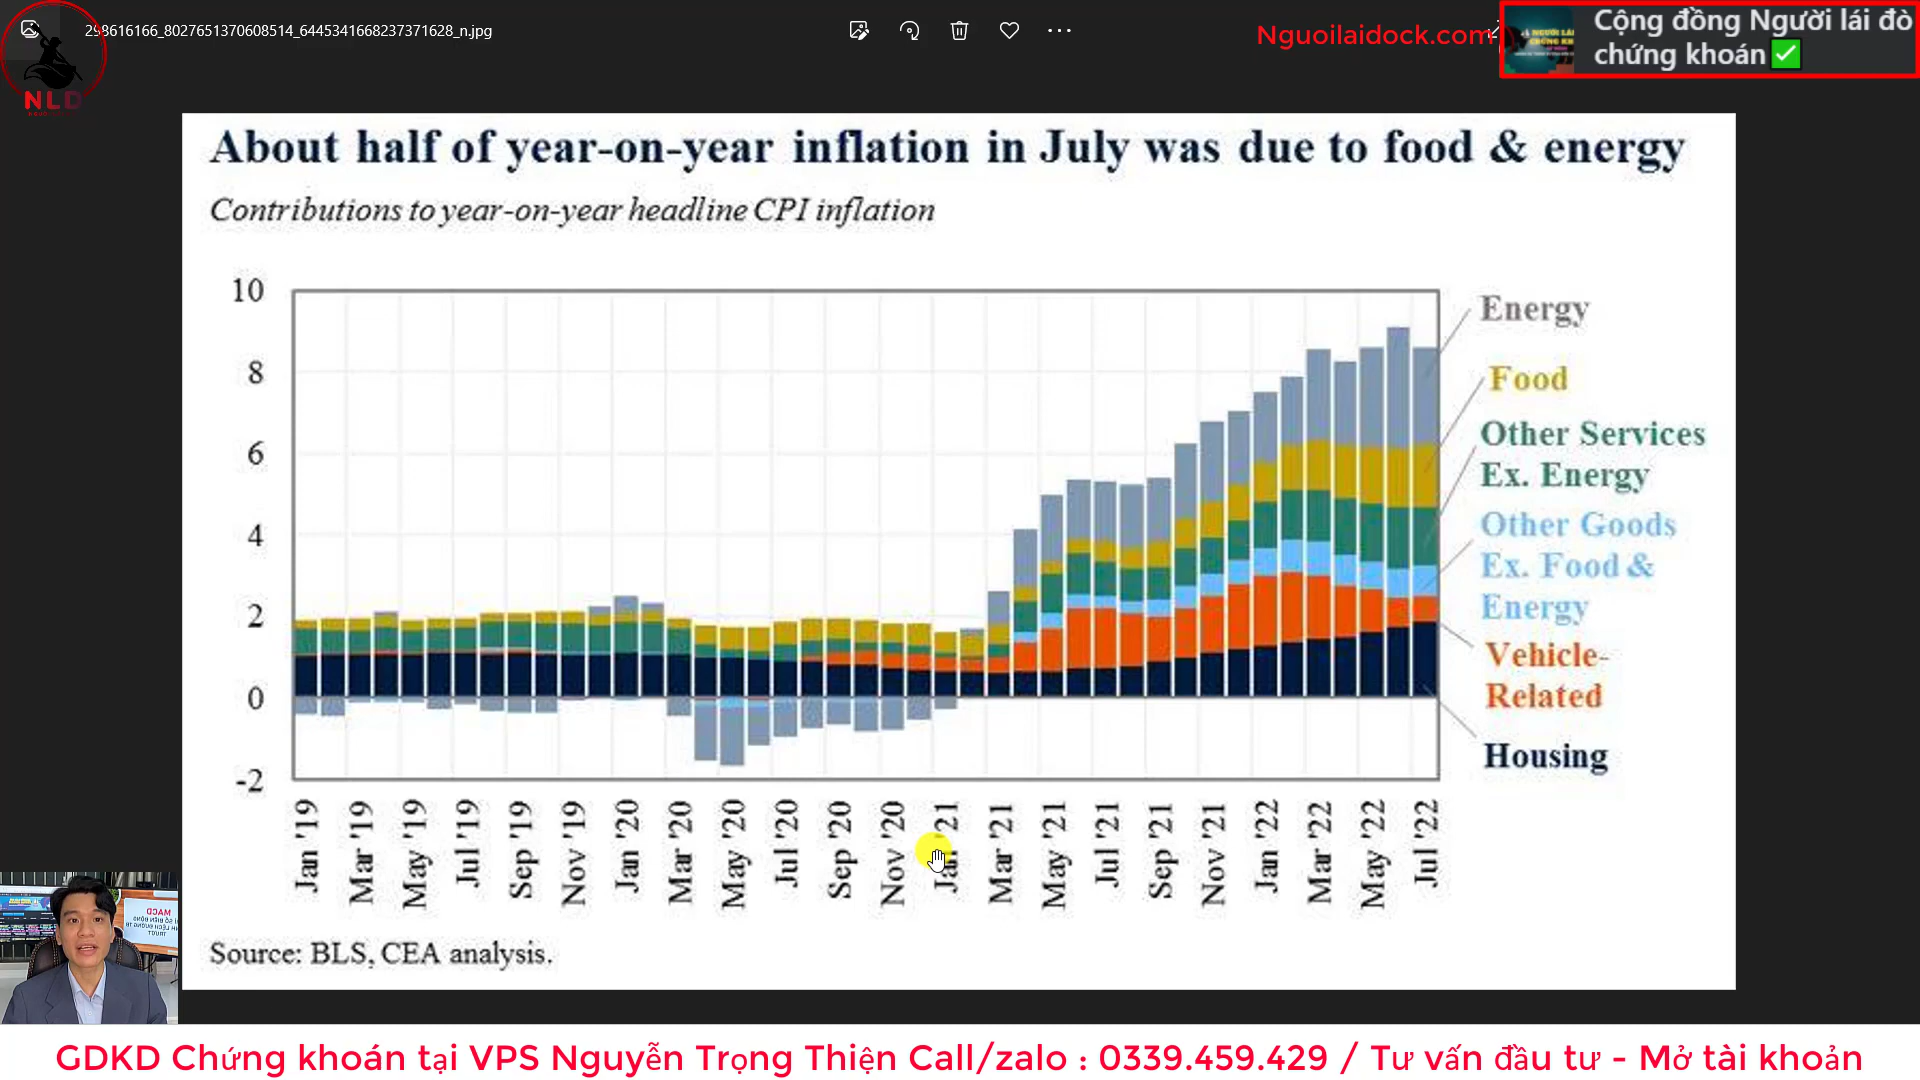 298616166_8027651370608514_6445341668237371628_n.jpg
Nguoilaidock.com
Cộng đồng Người lái đò
chứng khoán✅
NLD
About half of year-on-year inflation in July was due to food & energy
Contributions to year-on-year headline CPI inflation
10
8
6
4
2
0
-2
Energy
Food
Other Services
Ex. Energy
Other Goods
Ex. Food &
Energy
Vehicle-
Related
Housing
Jan '19
Mar '19
May '19
Jul '19
Sep '19
Nov '19
Jan '20
Mar '20
May '20
Jul '20
Sep '20
Nov '20
Jan '21
Mar '21
May '21
Jul '21
Sep '21
Nov '21
Jan '22
Mar '22
May '22
Jul '22
Source: BLS, CEA analysis.
MACD
GDKD Chứng khoán tại VPS Nguyễn Trọng Thiện Call/zalo : 0339.459.429 / Tư vấn đầu tư - Mở tài khoản